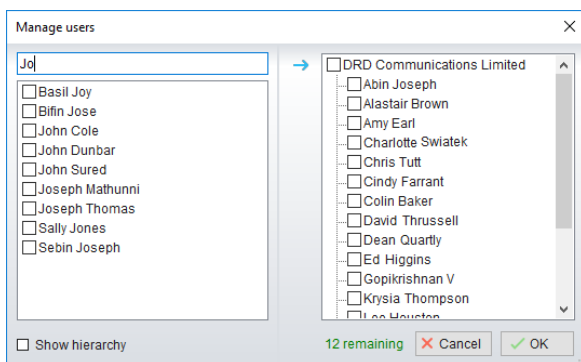 Manage users
Jo
Basil Joy
Bifin Jose
John Cole
John Dunbar
John Sured
Joseph Mathunni
Joseph Thomas
Sally Jones
Sebin Joseph
Show hierarchy
DRD Communications Limited
Abin Joseph
Alastair Brown
Amy Earl
Charlotte Swiatek
Chris Tutt
Cindy Farrant
Colin Baker
David Thrussell
Dean Quartly
Ed Higgins
Gopikrishnan V
Krysia Thompson
Lee Houston
12 remaining
Cancel
OK